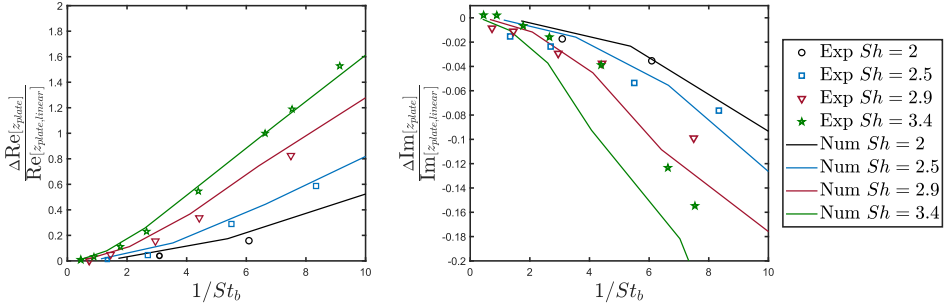 2
1.8
1.6
1.4
1.2
1
0.8
0.6
0.4
0.2
0
0 2 4 6 8 10
1/St_b
ΔRe[z_plate]
Re[z_plate,linear]
0
-0.02
-0.04
-0.06
-0.08
-0.1
-0.12
-0.14
-0.16
-0.18
-0.2
0 2 4 6 8 10
1/St_b
ΔIm[z_plate]
Im[z_plate,linear]
Exp Sh = 2
Exp Sh = 2.5
Exp Sh = 2.9
Exp Sh = 3.4
Num Sh = 2
Num Sh = 2.5
Num Sh = 2.9
Num Sh = 3.4